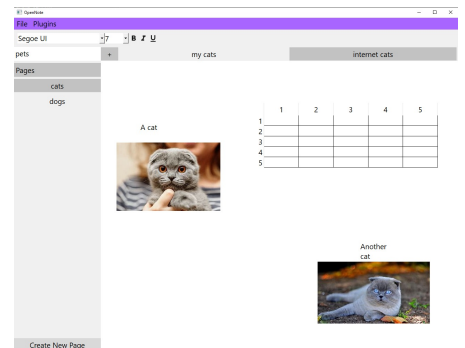 OpenNote
File Plugins
Segoe UI 7 B I U
pets + my cats internet cats
Pages
cats
dogs
1 2 3 4 5
1
2
3
4
5
A cat
Another
cat
Create New Page